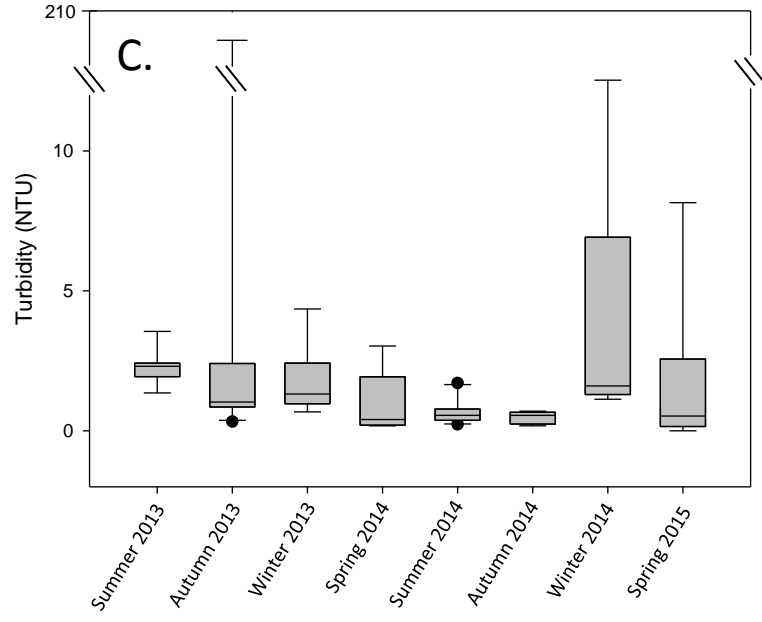 210
C.
10
5
0
Turbidity (NTU)
Summer 2013
Autumn 2013
Winter 2013
Spring 2014
Summer 2014
Autumn 2014
Winter 2014
Spring 2015